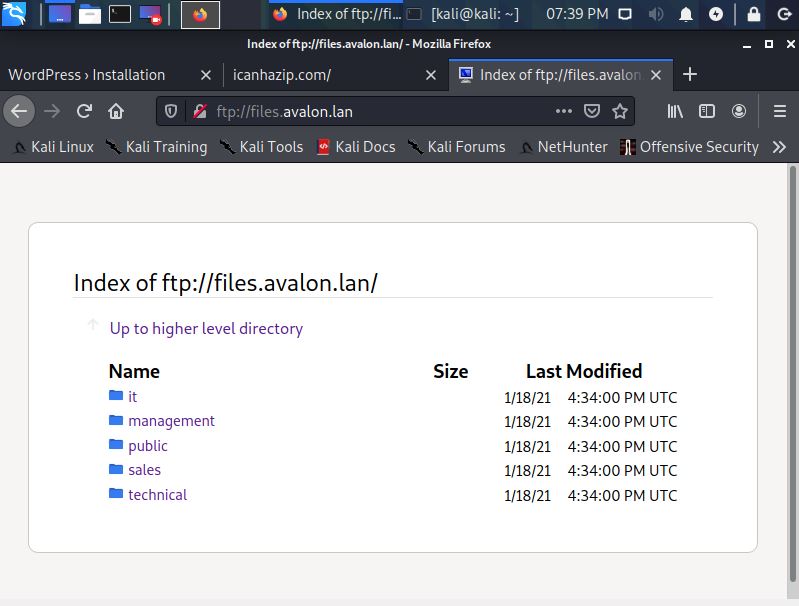 Index of ftp://fi... [kali@kali: ~] 07:39 PM
Index of ftp://files.avalon.lan/ - Mozilla Firefox
WordPress › Installation icanhazip.com/ Index of ftp://files.avalon
ftp://files.avalon.lan
Kali Linux Kali Training Kali Tools Kali Docs Kali Forums NetHunter Offensive Security
Index of ftp://files.avalon.lan/
Up to higher level directory
Name Size Last Modified
it 1/18/21 4:34:00 PM UTC
management 1/18/21 4:34:00 PM UTC
public 1/18/21 4:34:00 PM UTC
sales 1/18/21 4:34:00 PM UTC
technical 1/18/21 4:34:00 PM UTC